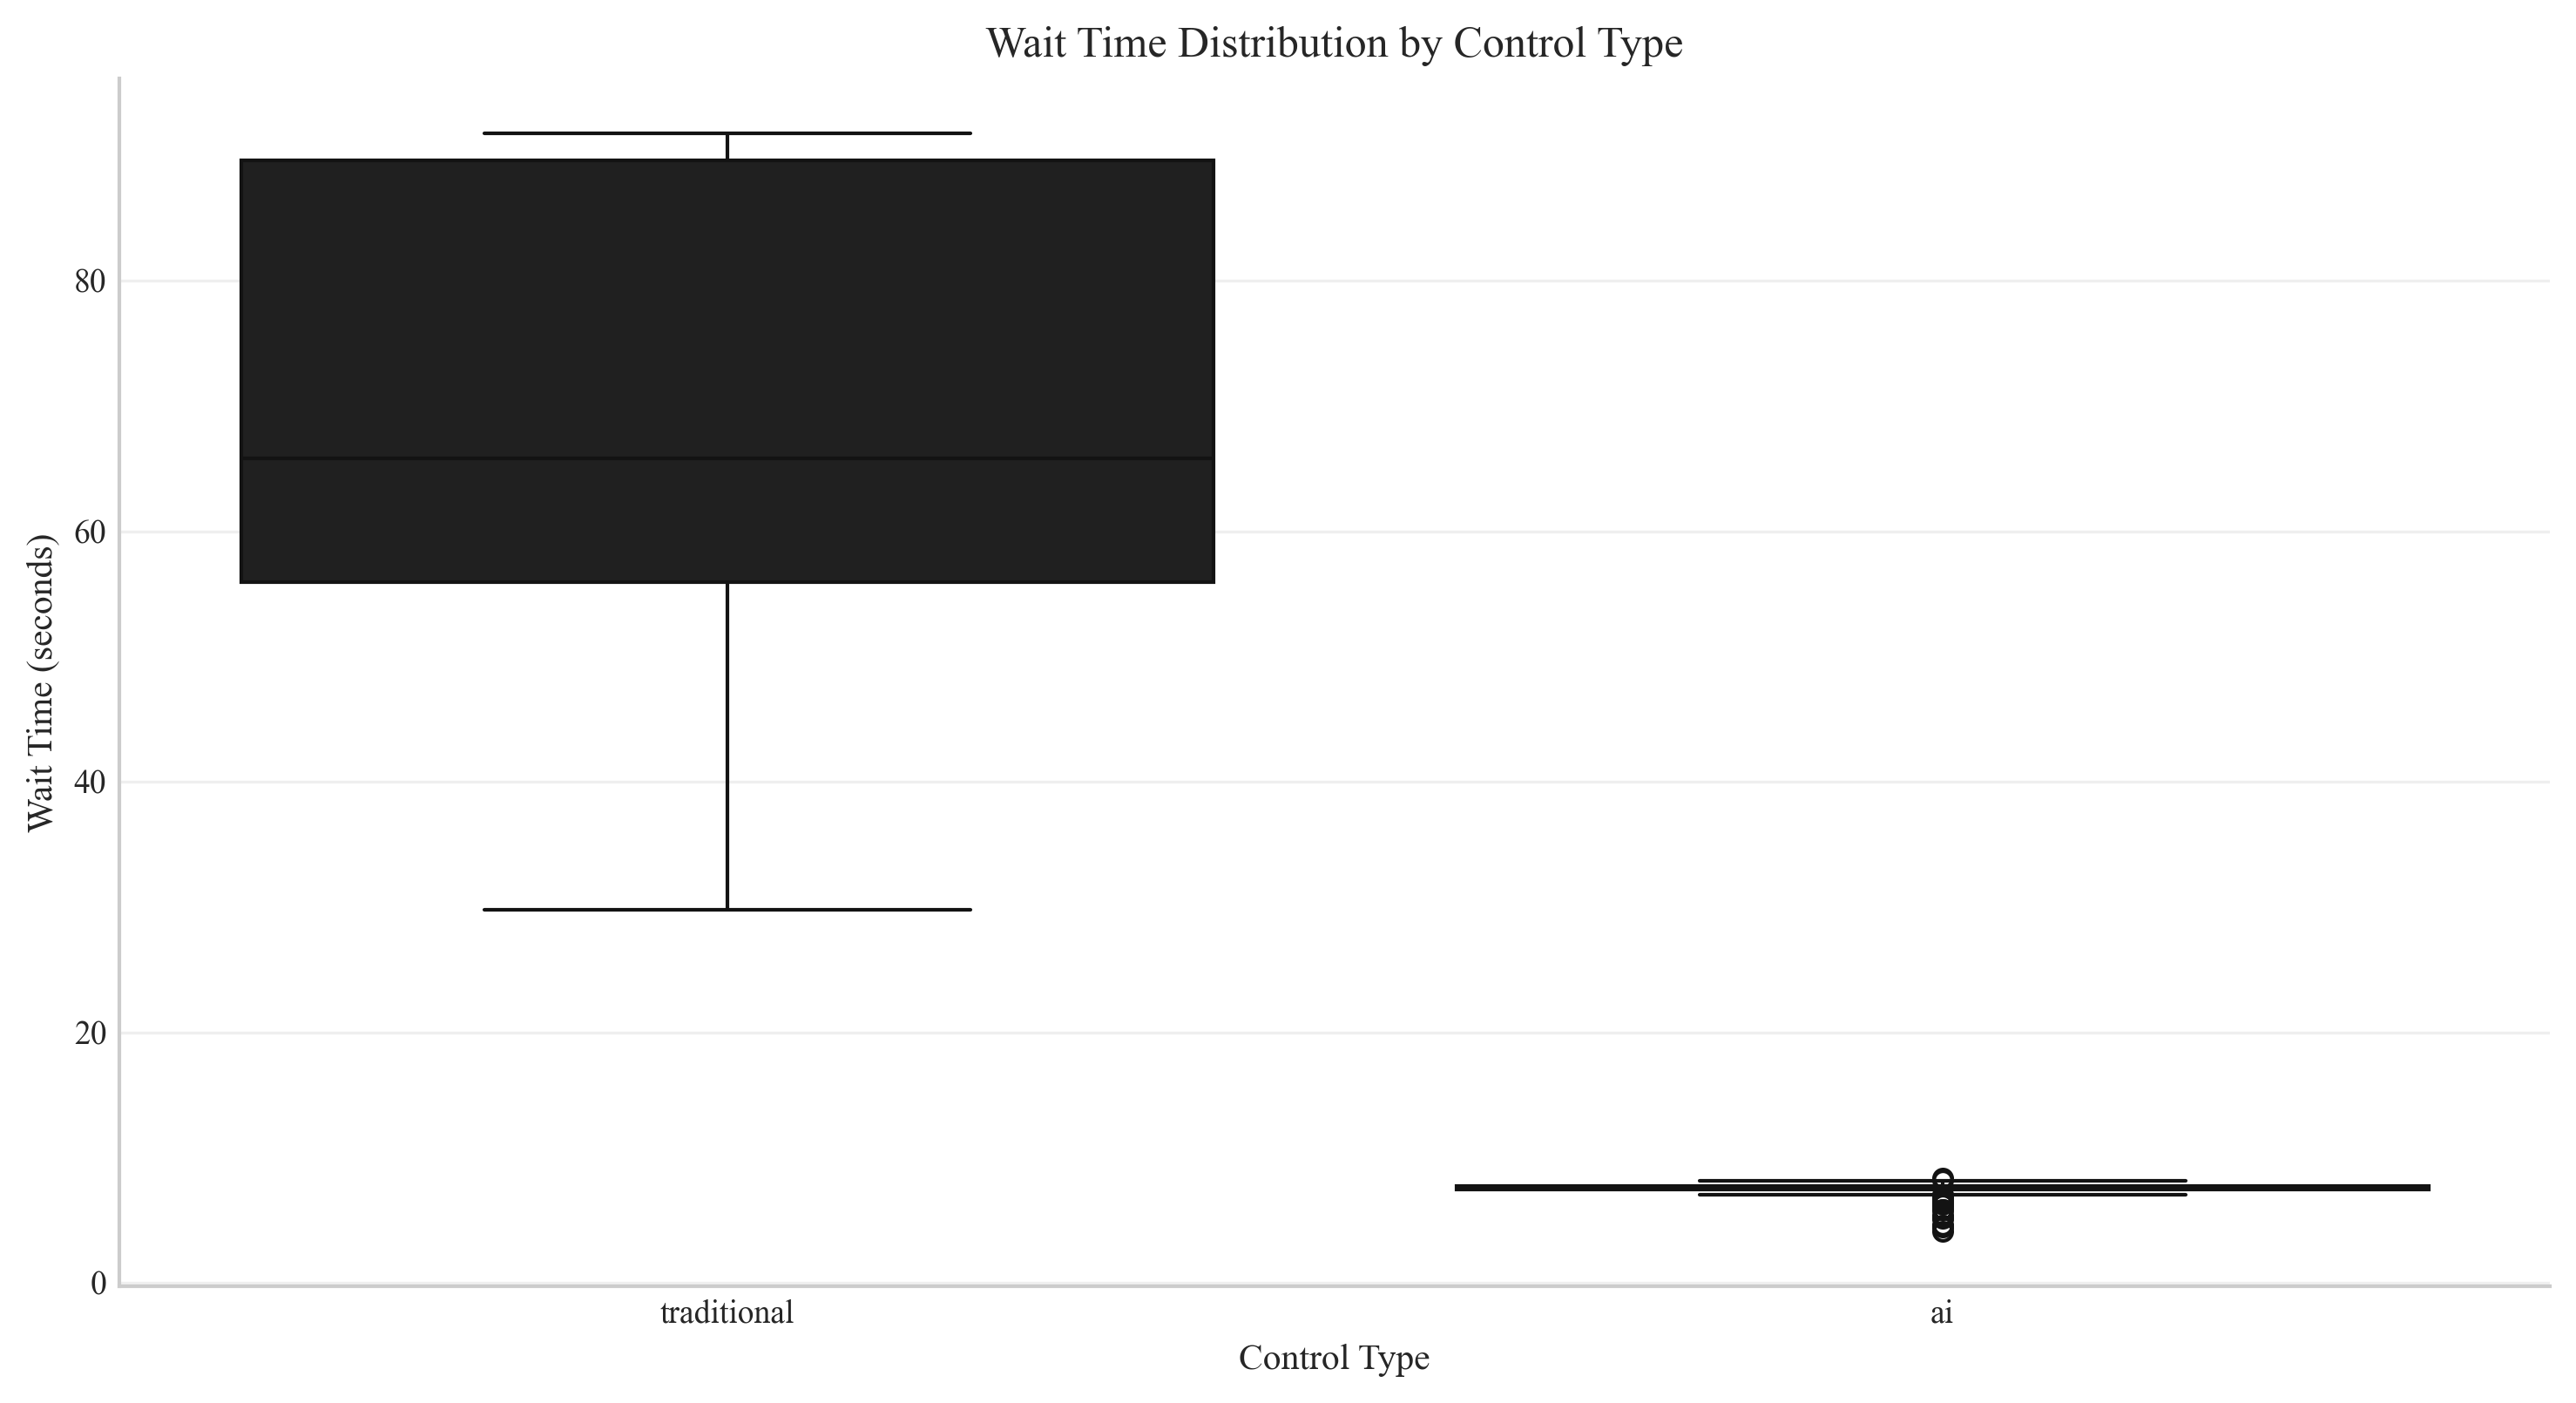 Wait Time Distribution by Control Type
Wait Time (seconds)
80
60
40
20
0
traditional
ai
Control Type